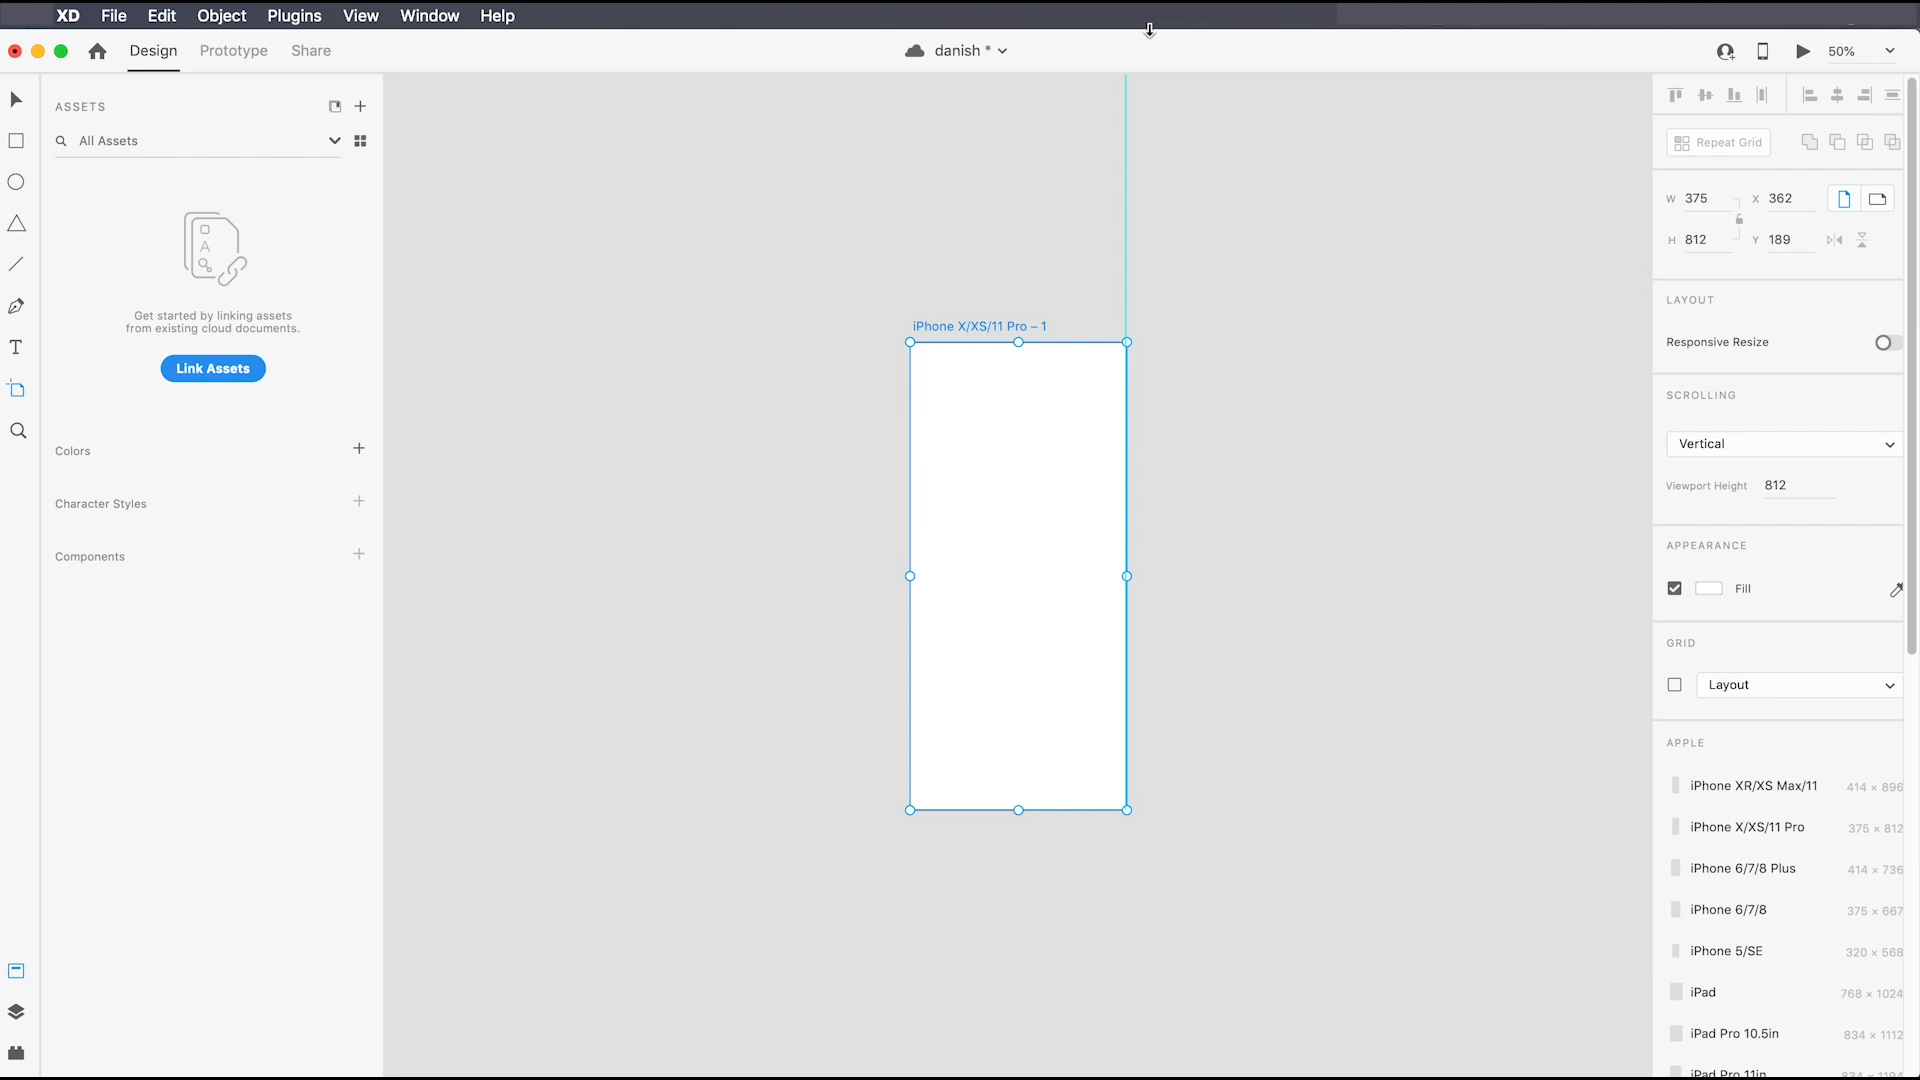 XD File Edit Object Plugins View Window Help
Design Prototype Share
danish *
50%
ASSETS
All Assets
A
Get started by linking assets
from existing cloud documents.
Link Assets
Colors
Character Styles
Components
iPhone X/XS/11 Pro – 1
Repeat Grid
W 375 X 362
H 812 Y 189
LAYOUT
Responsive Resize
SCROLLING
Vertical
Viewport Height 812
APPEARANCE
Fill
GRID
Layout
APPLE
iPhone XR/XS Max/11 414 × 896
iPhone X/XS/11 Pro 375 × 812
iPhone 6/7/8 Plus 414 × 736
iPhone 6/7/8 375 × 667
iPhone 5/SE 320 × 568
iPad 768 × 1024
iPad Pro 10.5in 834 × 1112
iPad Pro 11in 834 × 1194